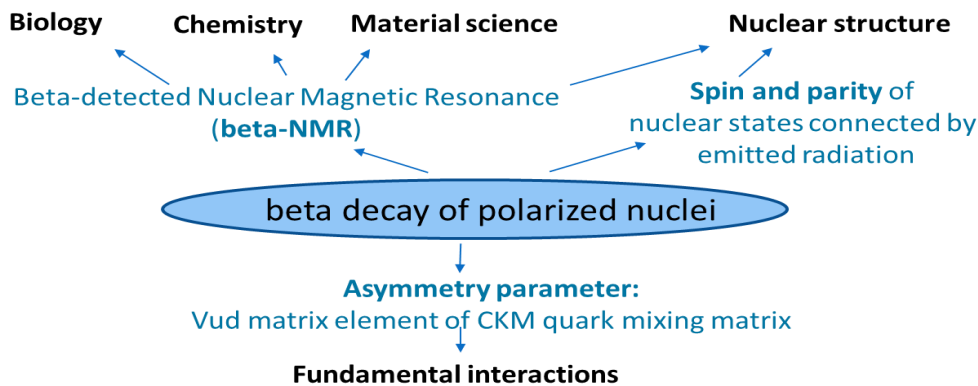 Biology
Chemistry
Material science
Nuclear structure
Beta-detected Nuclear Magnetic Resonance
(beta-NMR)
Spin and parity of
nuclear states connected by
emitted radiation
beta decay of polarized nuclei
Asymmetry parameter:
Vud matrix element of CKM quark mixing matrix
Fundamental interactions